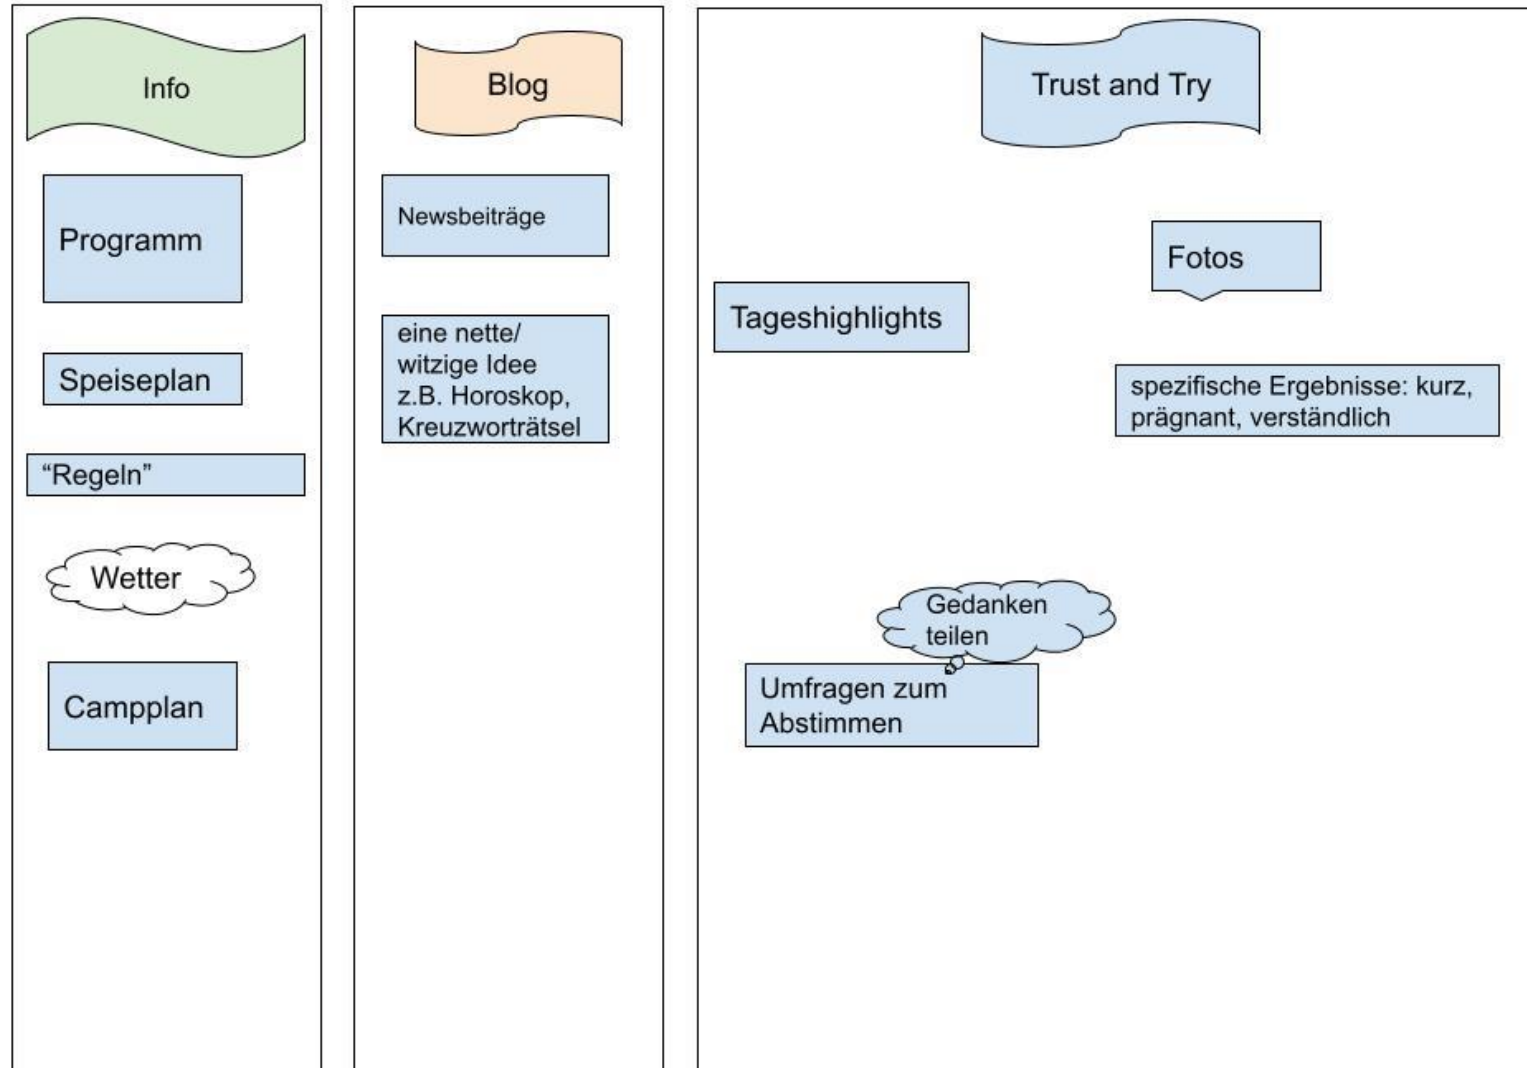 Info
Programm
Speiseplan
“Regeln”
Wetter
Campplan
Blog
Newsbeiträge
eine nette/
witzige Idee
z.B. Horoskop,
Kreuzworträtsel
Trust and Try
Fotos
Tageshighlights
spezifische Ergebnisse: kurz,
prägnant, verständlich
Gedanken
teilen
Umfragen zum
Abstimmen